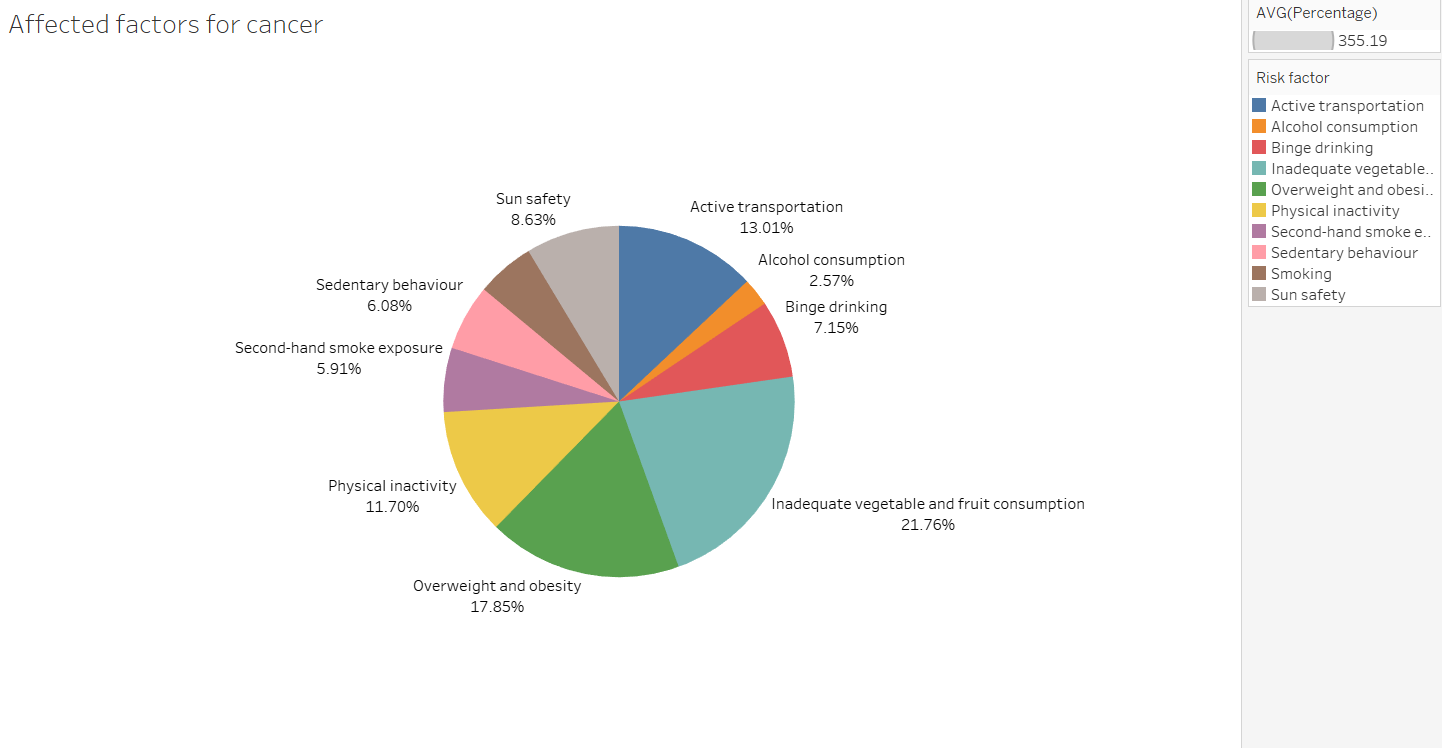 Affected factors for cancer
Sun safety
8.63%
Active transportation
13.01%
Alcohol consumption
2.57%
Binge drinking
7.15%
Sedentary behaviour
6.08%
Second-hand smoke exposure
5.91%
Physical inactivity
11.70%
Inadequate vegetable and fruit consumption
21.76%
Overweight and obesity
17.85%
AVG(Percentage)
355.19
Risk factor
Active transportation
Alcohol consumption
Binge drinking
Inadequate vegetable..
Overweight and obesi..
Physical inactivity
Second-hand smoke e..
Sedentary behaviour
Smoking
Sun safety